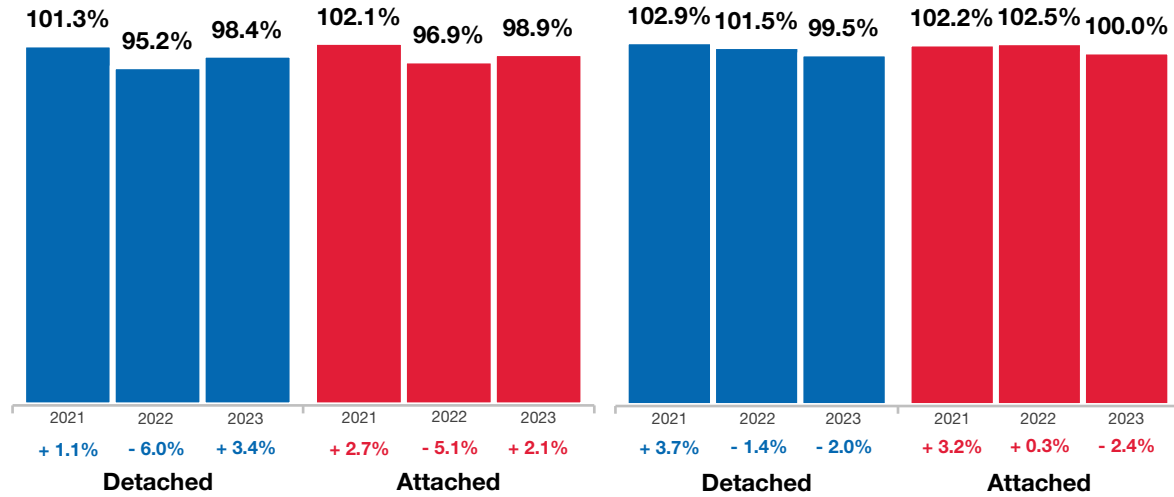 101.3% 95.2% 98.4% 102.1% 96.9% 98.9%
2021 2022 2023 2021 2022 2023
+ 1.1% - 6.0% + 3.4% + 2.7% - 5.1% + 2.1%
Detached Attached
102.9% 101.5% 99.5% 102.2% 102.5% 100.0%
2021 2022 2023 2021 2022 2023
+ 3.7% - 1.4% - 2.0% + 3.2% + 0.3% - 2.4%
Detached Attached